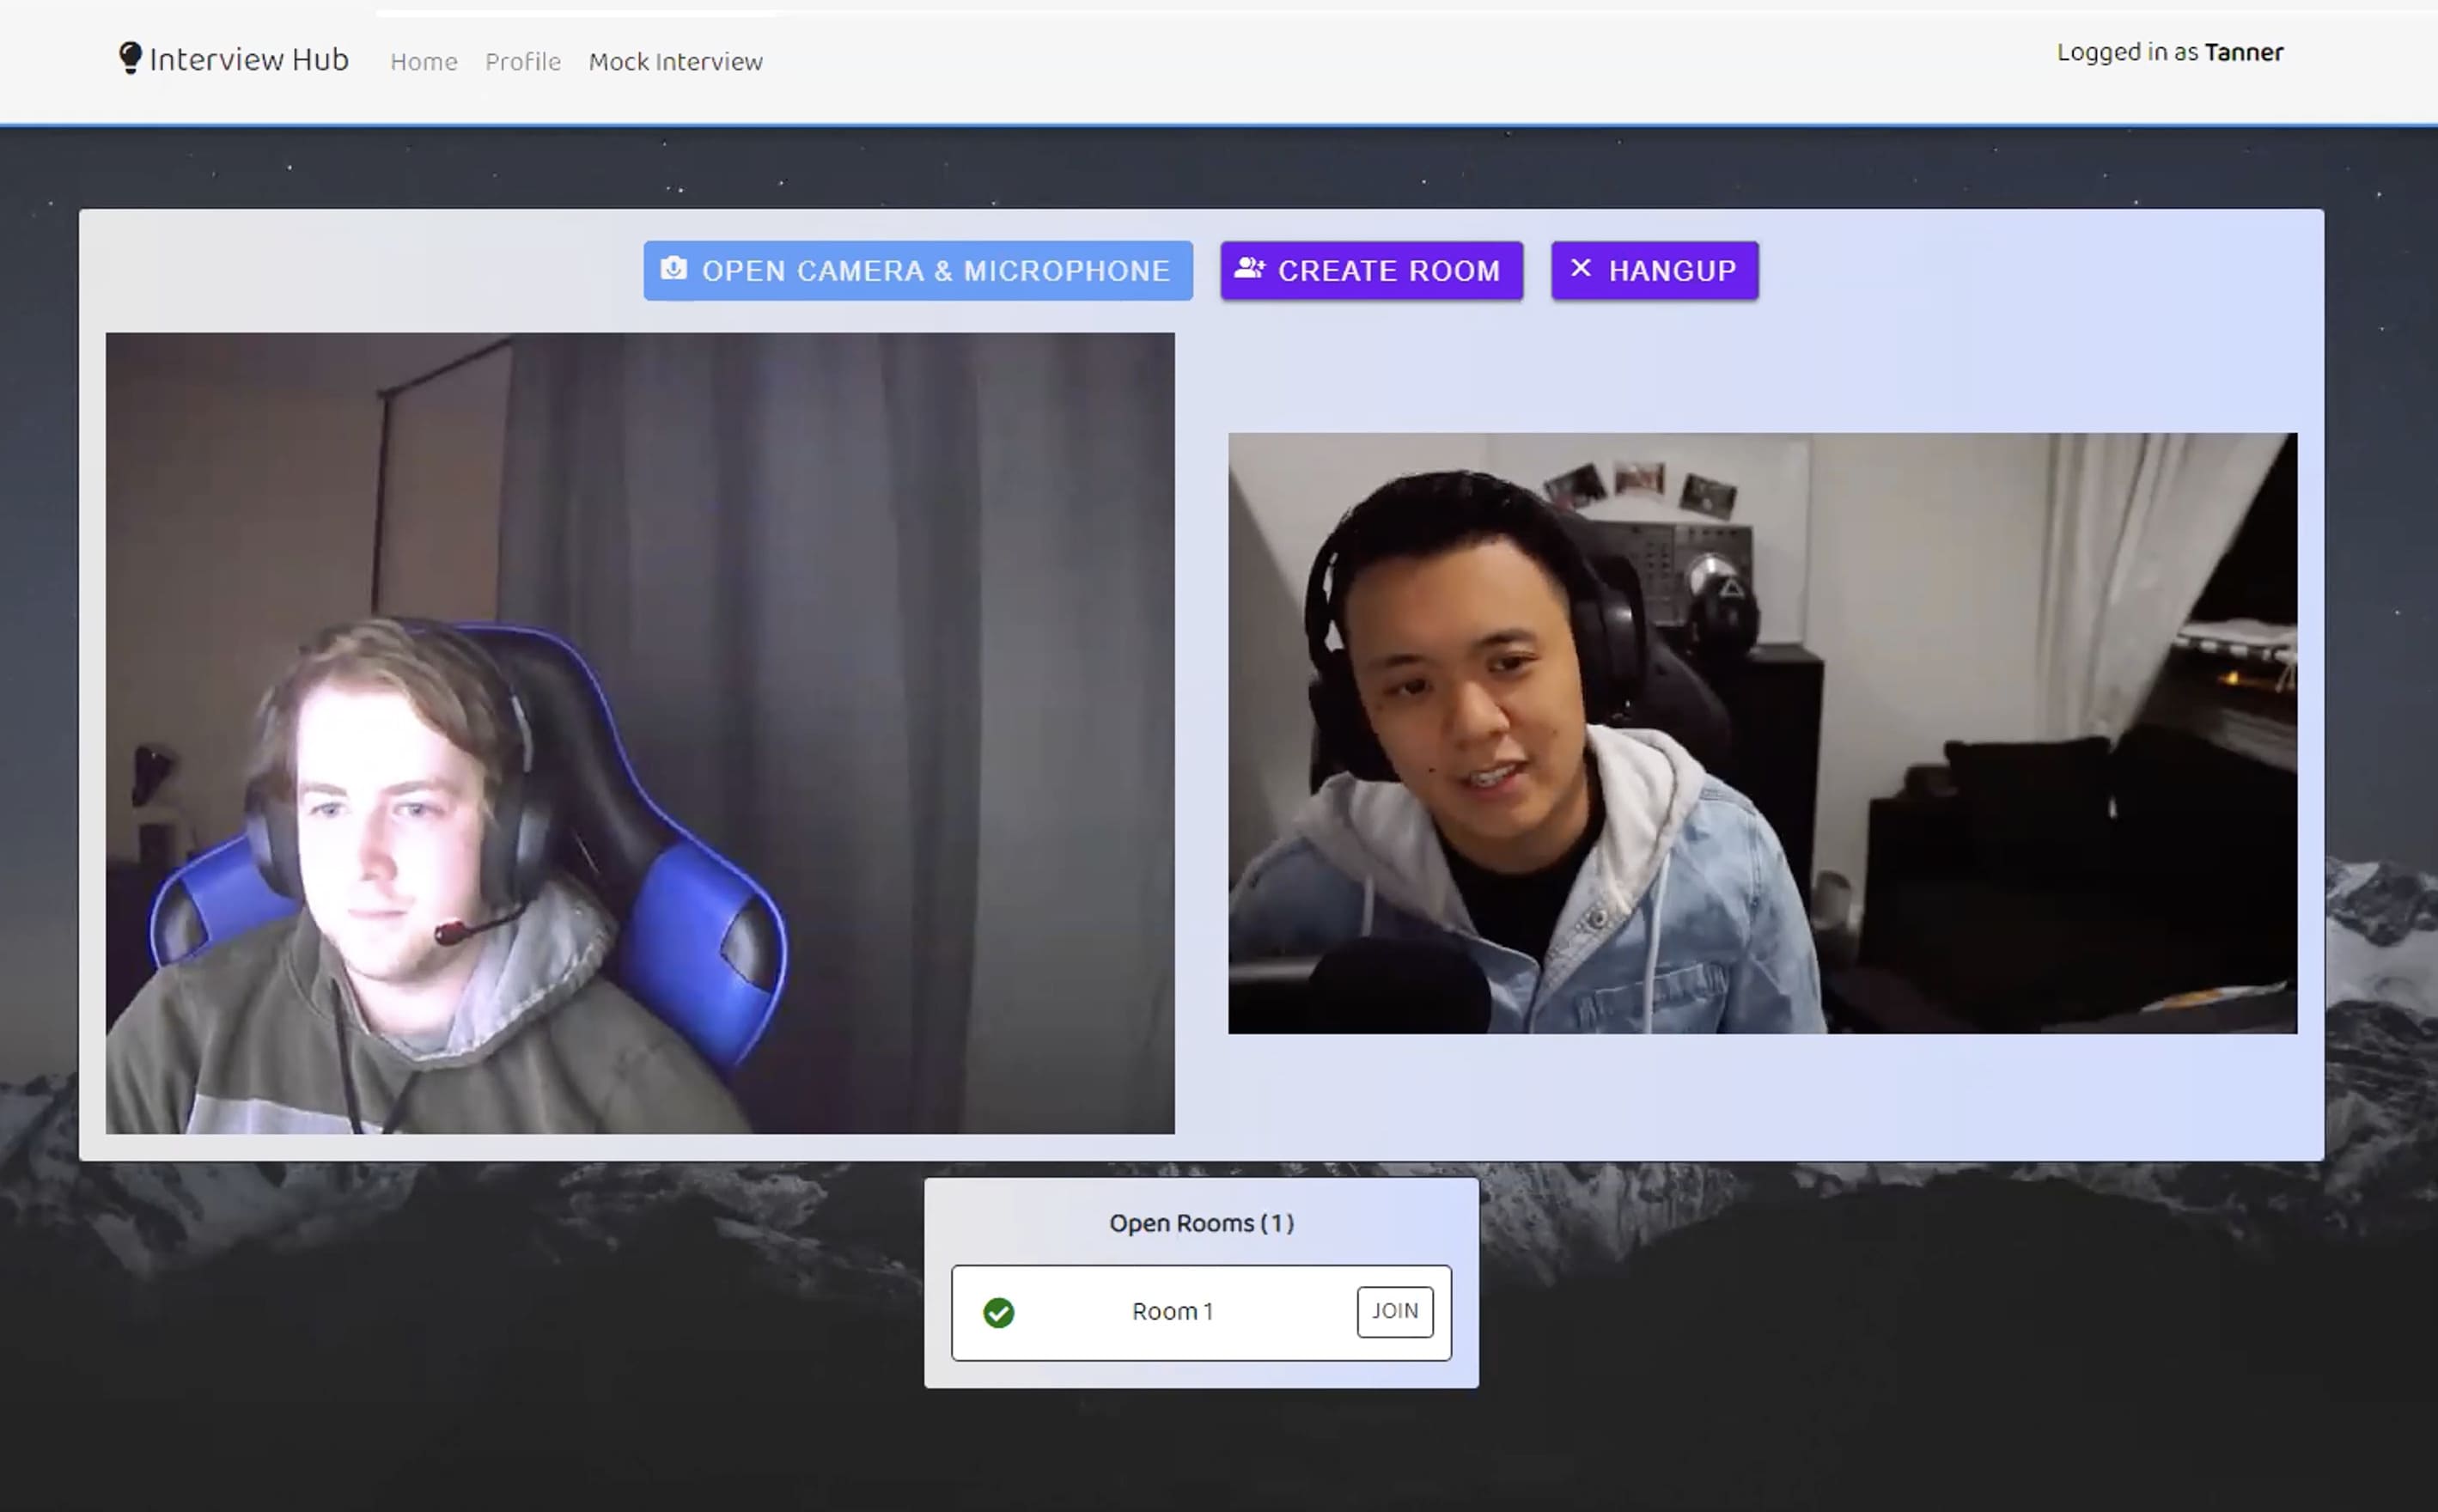 Interview Hub Home Profile Mock Interview Logged in as Tanner
OPEN CAMERA & MICROPHONE CREATE ROOM HANGUP
Open Rooms (1)
Room 1 JOIN